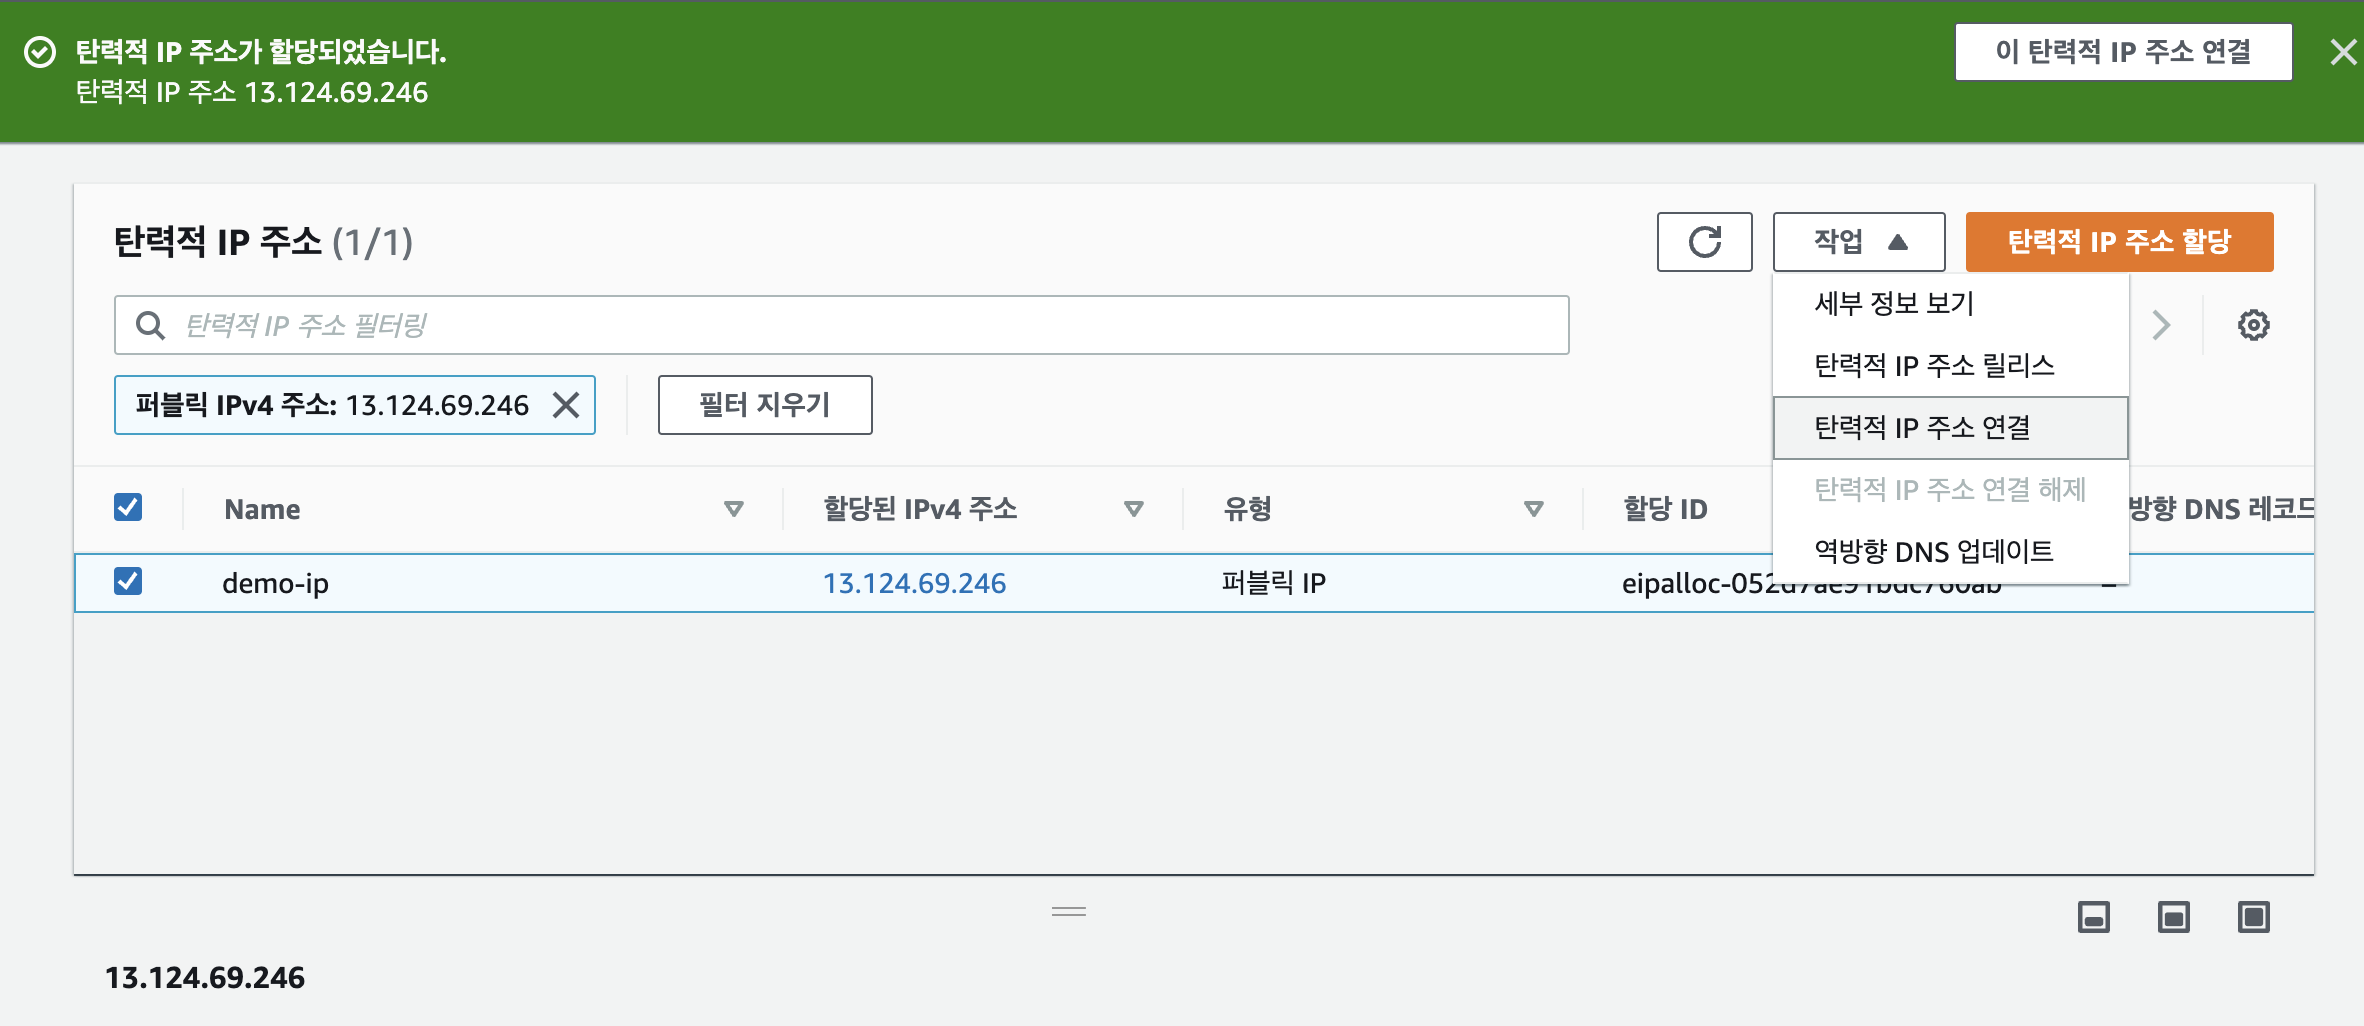 탄력적 IP 주소가 할당되었습니다.
탄력적 IP 주소 13.124.69.246
이 탄력적 IP 주소 연결
탄력적 IP 주소 (1/1)
작업
탄력적 IP 주소 할당
탄력적 IP 주소 필터링
세부 정보 보기
탄력적 IP 주소 릴리스
탄력적 IP 주소 연결
탄력적 IP 주소 연결 해제
역방향 DNS 업데이트
퍼블릭 IPv4 주소: 13.124.69.246
필터 지우기
Name 할당된 IPv4 주소 유형 할당 ID 방향 DNS 레코드
demo-ip 13.124.69.246 퍼블릭 IP –
13.124.69.246